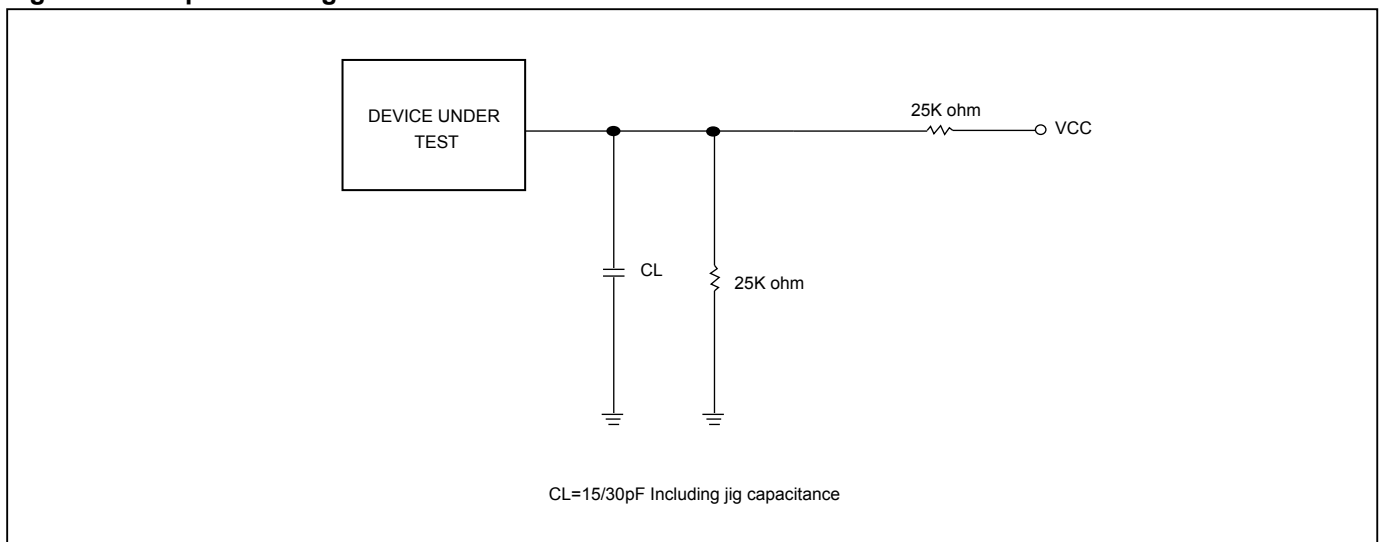 DEVICE UNDER
TEST
25K ohm
VCC
CL
25K ohm
CL=15/30pF Including jig capacitance